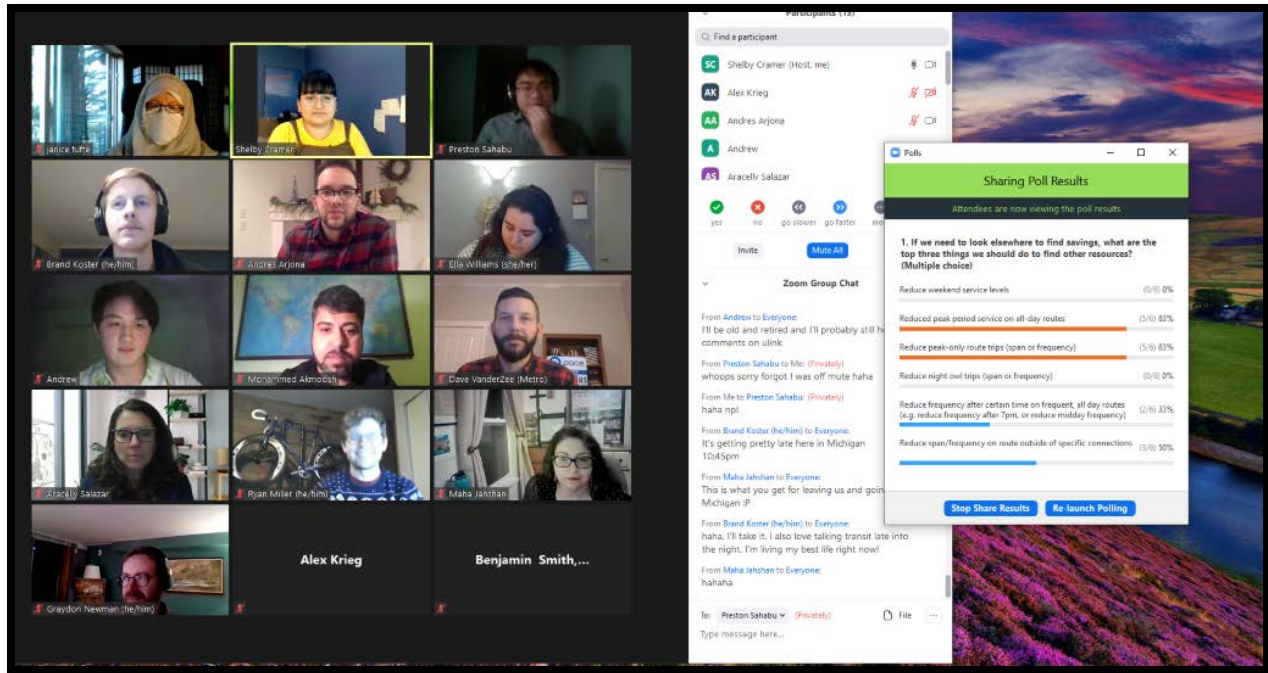 janice tufte
Shelby Cramer
Preston Sahabu
Brand Koster (he/him)
Andres Arjona
Ella Williams (she/her)
Andrew
Mohammed Akmoosh
Dave VanderZee (Metro)
Aracelly Salazar
Ryan Miller (he/him)
Maha Jahshan
Graydon Newman (he/him)
Alex Krieg
Benjamin Smith,...
Participants (15)
Find a participant
SC Shelby Cramer (Host, me)
AK Alex Krieg
AA Andres Arjona
A Andrew
AS Aracelly Salazar
yes no go slower go faster
Invite Mute All
Zoom Group Chat
From Andrew to Everyone:
I'll be old and retired and I'll probably still
comments on ulink
From Preston Sahabu to Me: (Privately)
whoops sorry forgot I was off mute haha
From Me to Preston Sahabu: (Privately)
haha np!
From Brand Koster (he/him) to Everyone:
It's getting pretty late here in Michigan
10:45pm
From Maha Jahshan to Everyone:
This is what you get for leaving us and goin
Michigan :P
From Brand Koster (he/him) to Everyone:
haha, I'll take it. I also love talking transit late into
the night. I'm living my best life right now!
From Maha Jahshan to Everyone:
hahaha
To: Preston Sahabu (Privately) File ...
Type message here...
Polls
Sharing Poll Results
Attendees are now viewing the poll results
1. If we need to look elsewhere to find savings, what are the
top three things we should do to find other resources?
(Multiple choice)
Reduce weekend service levels (0/6) 0%
Reduced peak period service on all-day routes (5/6) 83%
Reduce peak-only route trips (span or frequency) (5/6) 83%
Reduce night owl trips (span or frequency) (0/6) 0%
Reduce frequency after certain time on frequent, all day routes
(e.g. reduce frequency after 7pm, or reduce midday frequency) (2/6) 33%
Reduce span/frequency on route outside of specific connections
(3/6) 50%
Stop Share Results Re-launch Polling